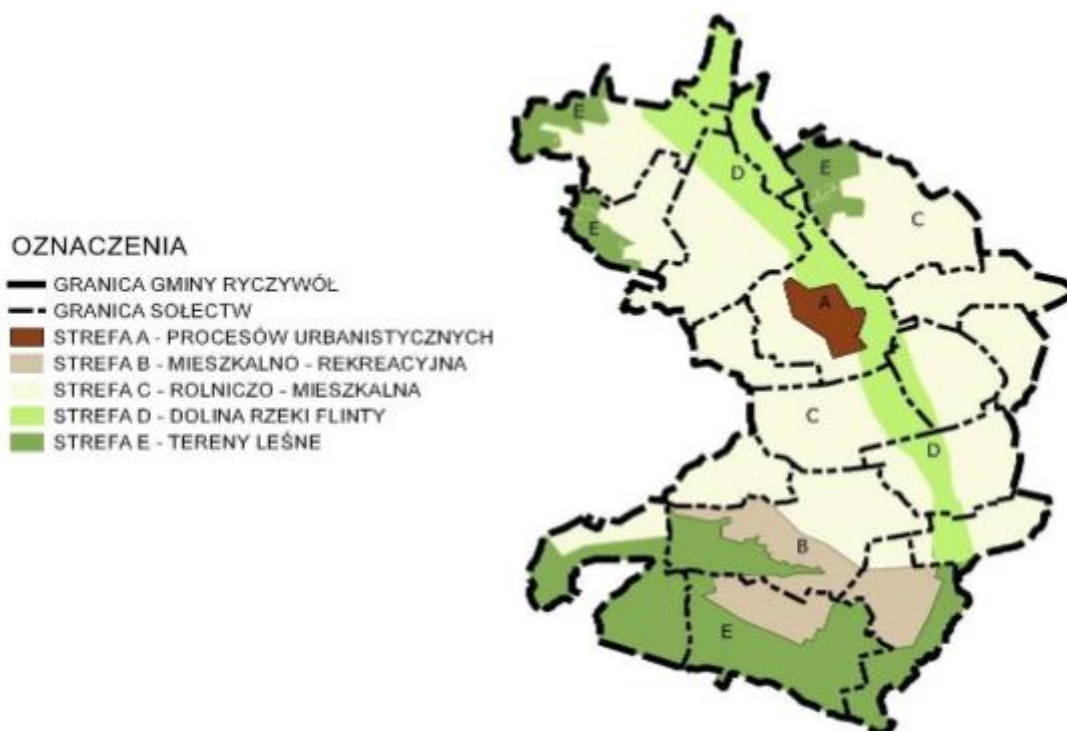 OZNACZENIA
GRANICA GMINY RYCZYWÓŁ
GRANICA SOŁECTW
STREFA A - PROCESÓW URBANISTYCZNYCH
STREFA B - MIESZKALNO - REKREACYJNA
STREFA C - ROLNICZO - MIESZKALNA
STREFA D - DOLINA RZEKI FLINTY
STREFA E - TERENY LEŚNE
E
D
E
E
C
A
C
D
B
E